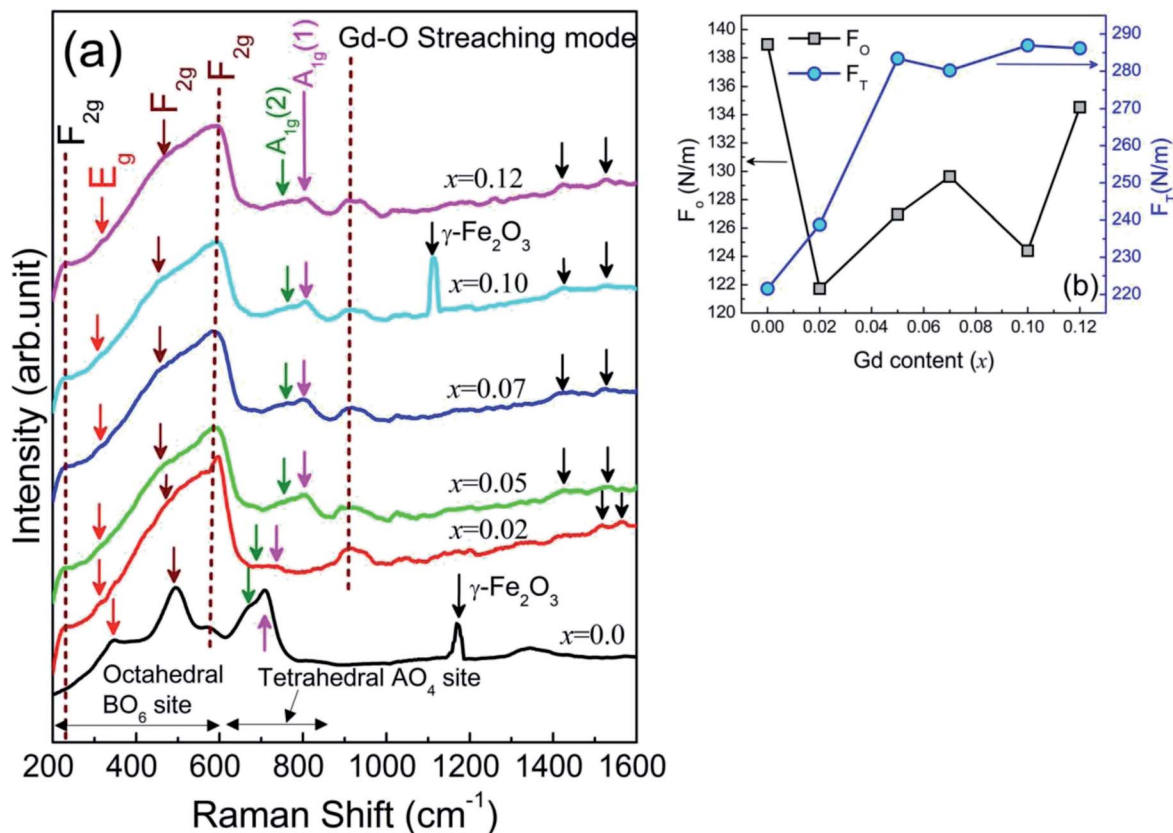 (a)
F2g
Eg
F2g
F2g
A1g(2)
A1g(1)
Gd-O Streaching mode
x=0.12
γ-Fe2O3
x=0.10
x=0.07
x=0.05
x=0.02
γ-Fe2O3
x=0.0
Octahedral
BO6 site
Tetrahedral AO4 site
Intensity (arb.unit)
200 400 600 800 1000 1200 1400 1600
Raman Shift (cm-1)
FO
FT
140
138
136
134
132
130
128
126
124
122
120
Fo (N/m)
290
280
270
260
250
240
230
220
FT(N/m)
(b)
0.00 0.02 0.04 0.06 0.08 0.10 0.12
Gd content (x)